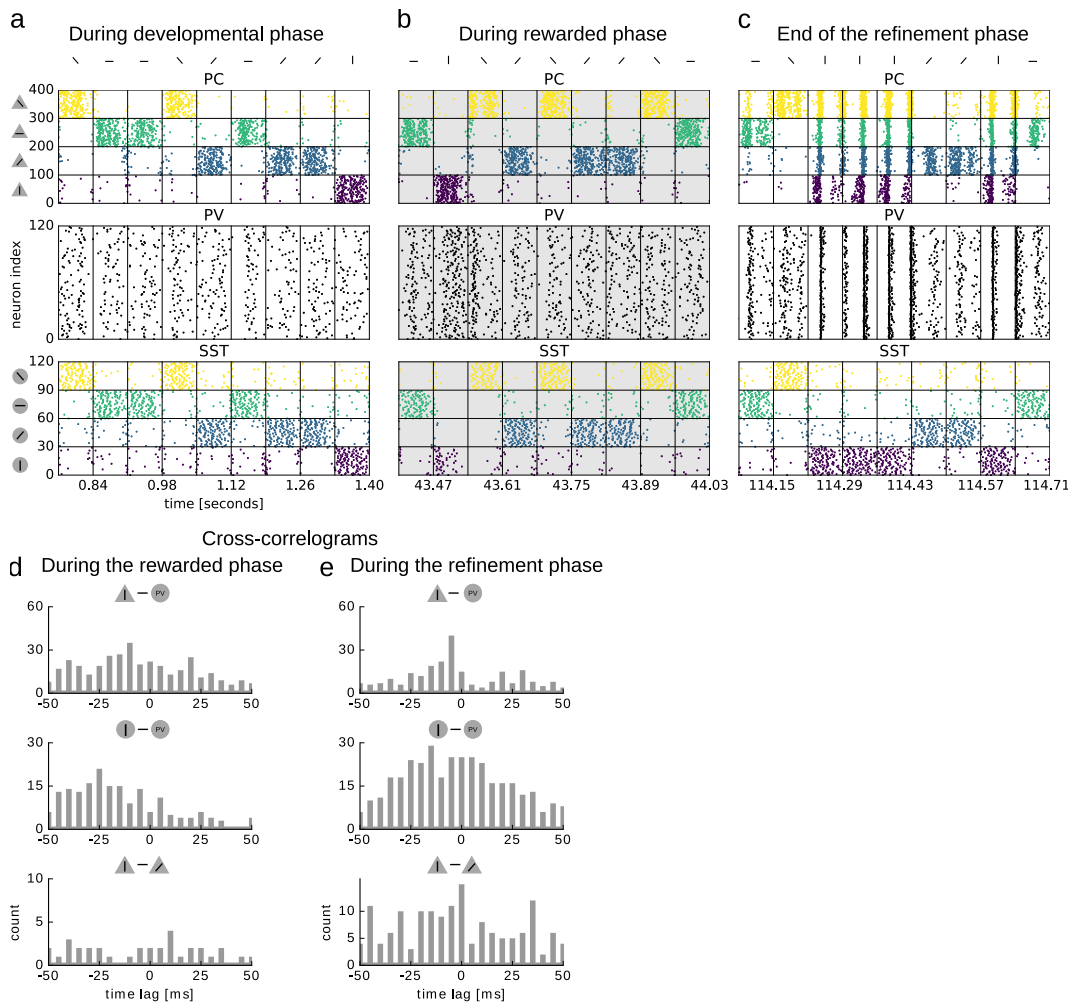 a
During developmental phase
b
During rewarded phase
c
End of the refinement phase
PC
400
300
200
100
0
PV
120
0
neuron index
SST
120
90
60
30
0
0.84 0.98 1.12 1.26 1.40
time [seconds]
PV
SST
43.47 43.61 43.75 43.89 44.03
PC
PV
SST
114.15 114.29 114.43 114.57 114.71
Cross-correlograms
d
During the rewarded phase
e
During the refinement phase
PV
60
30
0
-50 -25 0 25 50
PV
30
15
0
-50 -25 0 25 50
10
5
0
count
-50 -25 0 25 50
time lag [ms]
PV
60
30
0
-50 -25 0 25 50
PV
30
15
0
-50 -25 0 25 50
10
5
0
count
-50 -25 0 25 50
time lag [ms]